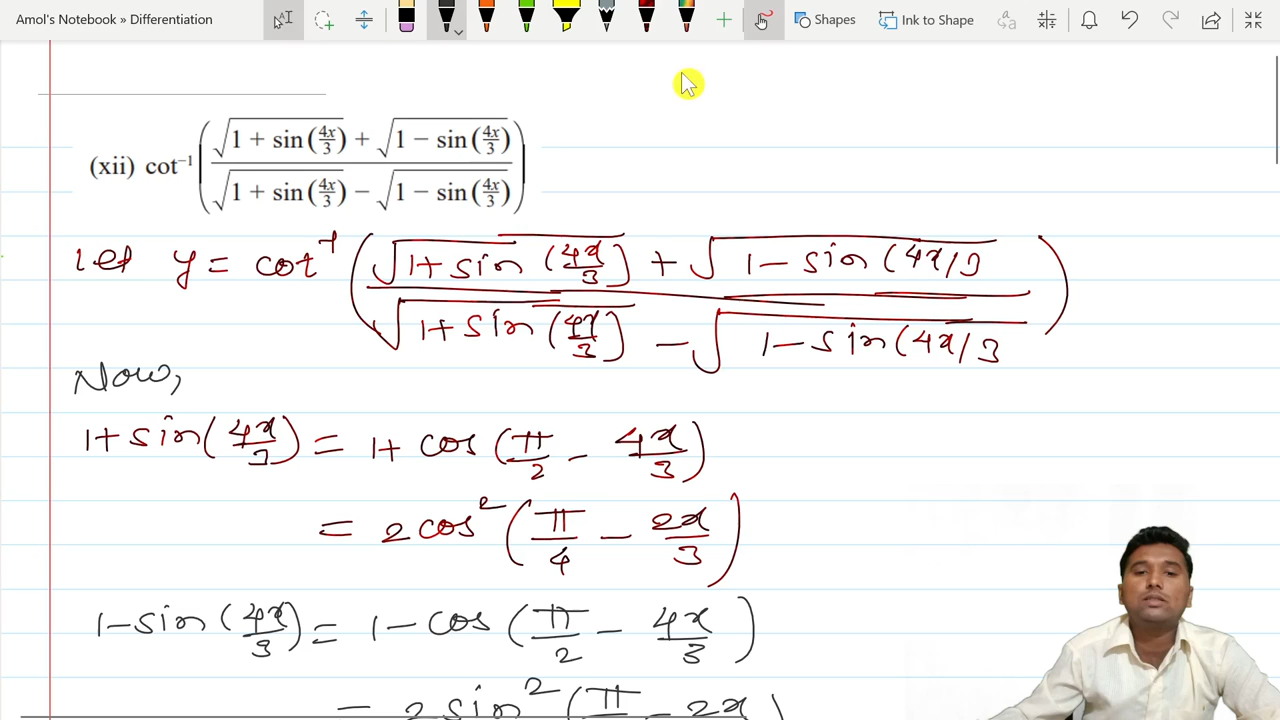 Amol's Notebook » Differentiation
Shapes
Ink to Shape
(xii) cot⁻¹ ( (√(1 + sin(4x/3)) + √(1 − sin(4x/3))) / (√(1 + sin(4x/3)) − √(1 − sin(4x/3))) )
Let y = cot⁻¹ ( (√(1+sin(4x/3)) + √(1−sin(4x/3)) / (√(1+sin(4x/3)) − √(1−sin(4x/3)) )
Now,
1+sin(4x/3) = 1+ cos(π/2 − 4x/3)
= 2cos²(π/4 − 2x/3)
1−sin(4x/3) = 1−cos(π/2 − 4x/3)
= 2sin²(π − 2x)